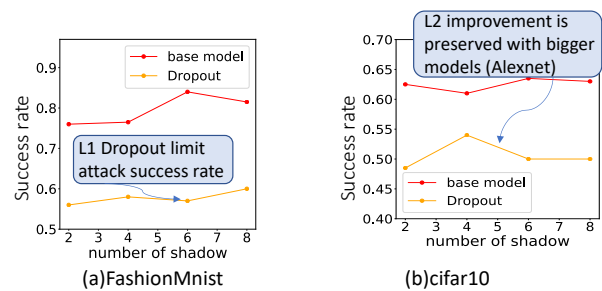 L2 improvement is
preserved with bigger
models (Alexnet)
base model
Dropout
L1 Dropout limit
attack success rate
Success rate
0.9
0.8
0.7
0.6
0.5
2 3 4 5 6 7 8
number of shadow
(a)FashionMnist
Success rate
0.70
0.65
0.60
0.55
0.50
0.45
0.40
base model
Dropout
2 3 4 5 6 7 8
number of shadow
(b)cifar10